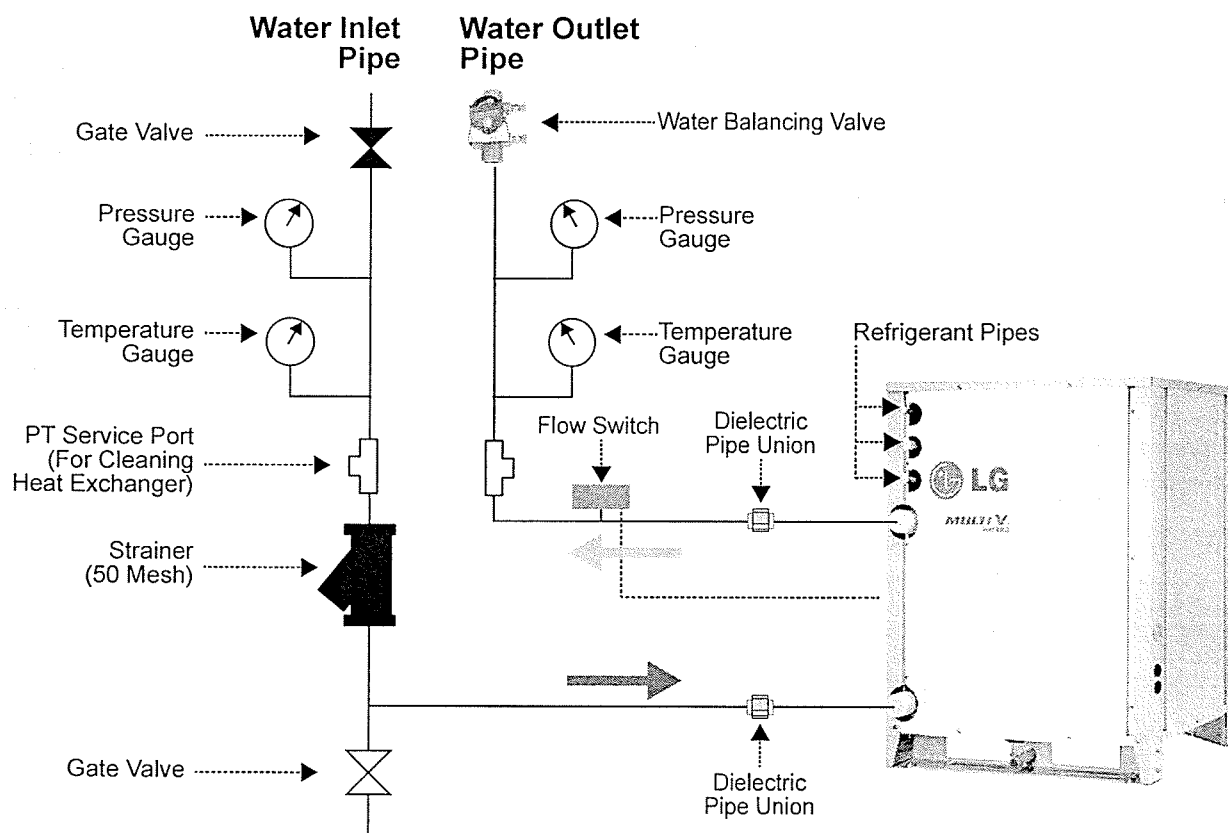 Water Inlet
Pipe
Water Outlet
Pipe
Gate Valve
Water Balancing Valve
Pressure
Gauge
Pressure
Gauge
Temperature
Gauge
Temperature
Gauge
Refrigerant Pipes
PT Service Port
(For Cleaning
Heat Exchanger)
Flow Switch
Dielectric
Pipe Union
LG
MULTI V
Strainer
(50 Mesh)
Gate Valve
Dielectric
Pipe Union